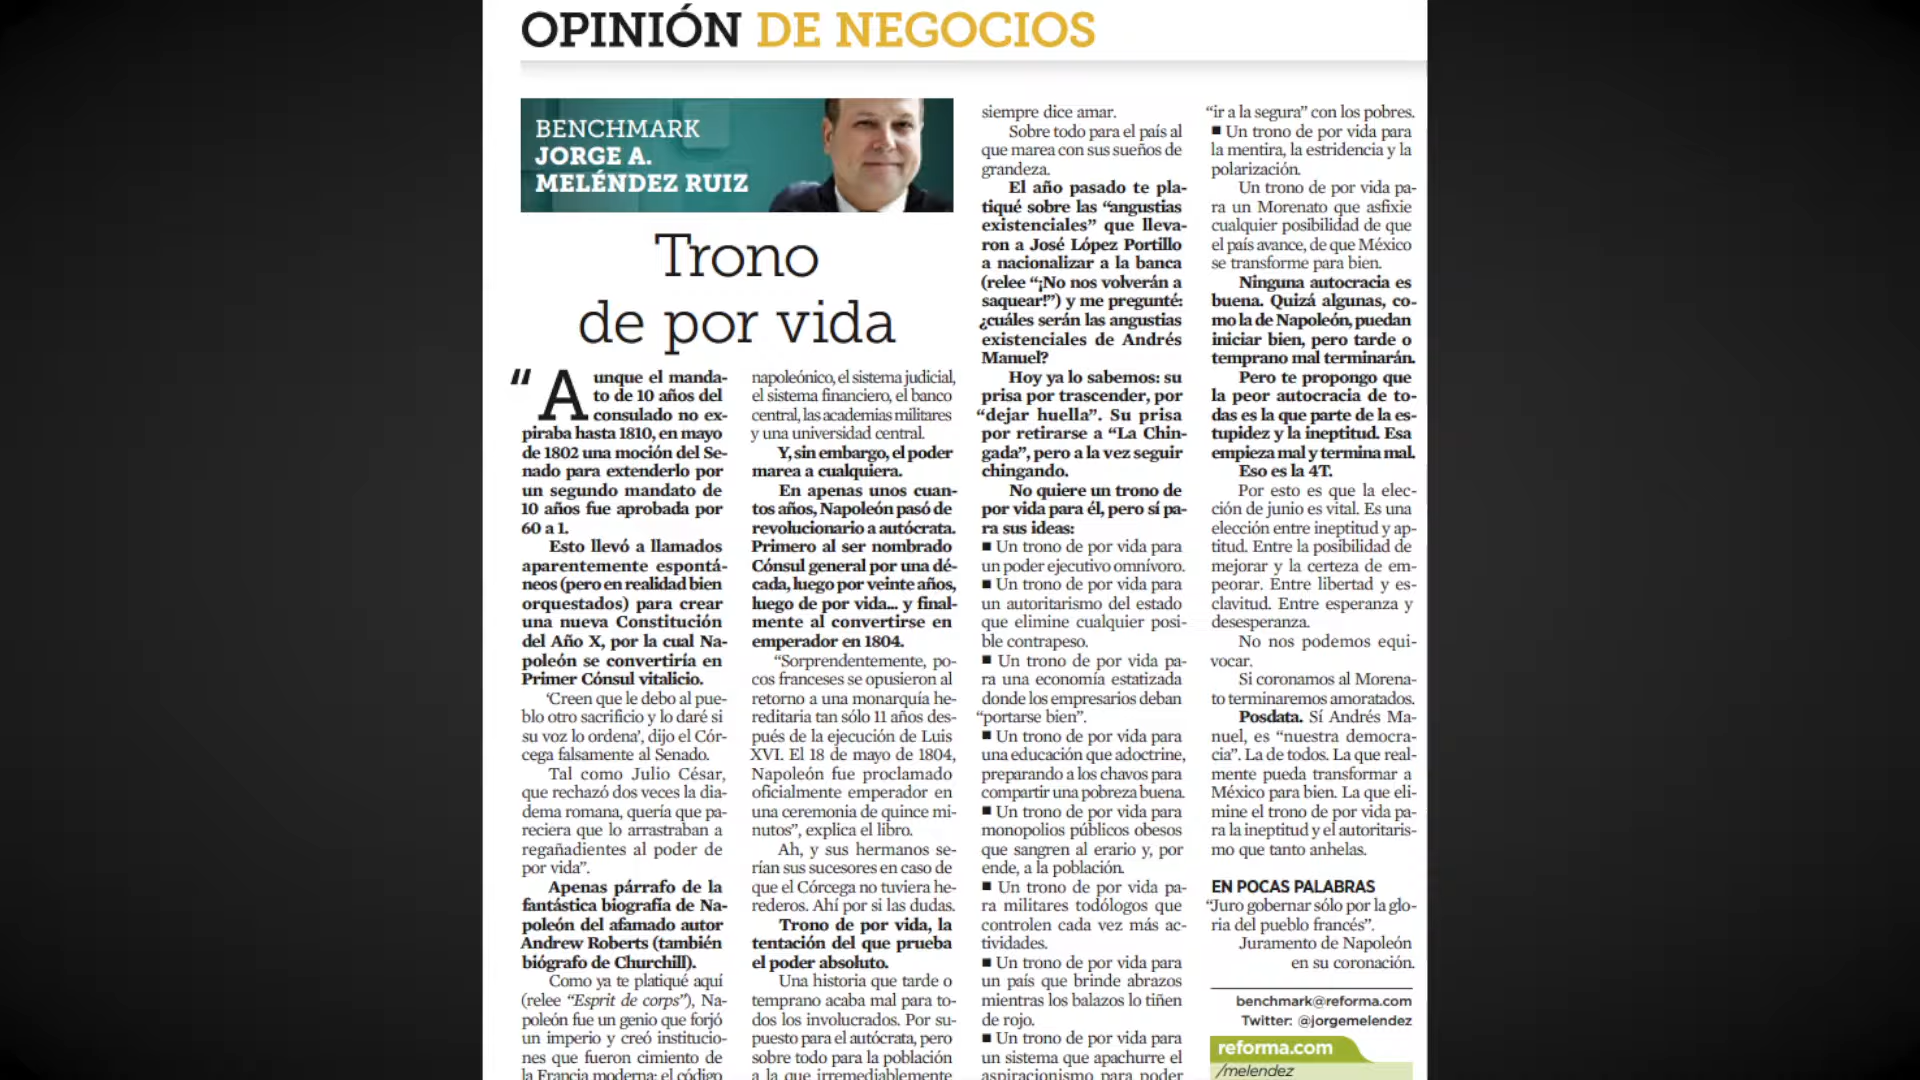 OPINIÓN DE NEGOCIOS
BENCHMARK
JORGE A.
MELÉNDEZ RUIZ
Trono
de por vida
“Aunque el manda-
to de 10 años del
consulado no ex-
piraba hasta 1810, en mayo
de 1802 una moción del Se-
nado para extenderlo por
un segundo mandato de
10 años fue aprobada por
60 a 1.
Esto llevó a llamados
aparentemente espontá-
neos (pero en realidad bien
orquestados) para crear
una nueva Constitución
del Año X, por la cual Na-
poleón se convertiría en
Primer Cónsul vitalicio.
‘Creen que le debo al pue-
blo otro sacrificio y lo daré si
su voz lo ordena’, dijo el Cór-
cega falsamente al Senado.
Tal como Julio César,
que rechazó dos veces la dia-
dema romana, quería que pa-
reciera que lo arrastraban a
regañadientes al poder de
por vida”.
Apenas párrafo de la
fantástica biografía de Na-
poleón del afamado autor
Andrew Roberts (también
biógrafo de Churchill).
Como ya te platiqué aquí
(relee “Esprit de corps”), Na-
poleón fue un genio que forjó
un imperio y creó institucio-
nes que fueron cimiento de
la Francia moderna: el código
napoleónico, el sistema judicial,
el sistema financiero, el banco
central, las academias militares
y una universidad central.
Y, sin embargo, el poder
marea a cualquiera.
En apenas unos cuan-
tos años, Napoleón pasó de
revolucionario a autócrata.
Primero al ser nombrado
Cónsul general por una dé-
cada, luego por veinte años,
luego de por vida... y final-
mente al convertirse en
emperador en 1804.
“Sorprendentemente, po-
cos franceses se opusieron al
retorno a una monarquía he-
reditaria tan sólo 11 años des-
pués de la ejecución de Luis
XVI. El 18 de mayo de 1804,
Napoleón fue proclamado
oficialmente emperador en
una ceremonia de quince mi-
nutos”, explica el libro.
Ah, y sus hermanos se-
rían sus sucesores en caso de
que el Córcega no tuviera he-
rederos. Ahí por si las dudas.
Trono de por vida, la
tentación del que prueba
el poder absoluto.
Una historia que tarde o
temprano acaba mal para to-
dos los involucrados. Por su-
puesto para el autócrata, pero
sobre todo para la población
a la que irremediablemente
siempre dice amar.
Sobre todo para el país al
que marea con sus sueños de
grandeza.
El año pasado te pla-
tiqué sobre las “angustias
existenciales” que lleva-
ron a José López Portillo
a nacionalizar a la banca
(relee “¡No nos volverán a
saquear!”) y me pregunté:
¿cuáles serán las angustias
existenciales de Andrés
Manuel?
Hoy ya lo sabemos: su
prisa por trascender, por
“dejar huella”. Su prisa
por retirarse a “La Chin-
gada”, pero a la vez seguir
chingando.
No quiere un trono de
por vida para él, pero sí pa-
ra sus ideas:
■ Un trono de por vida para
un poder ejecutivo omnívoro.
■ Un trono de por vida para
un autoritarismo del estado
que elimine cualquier posi-
ble contrapeso.
■ Un trono de por vida pa-
ra una economía estatizada
donde los empresarios deban
“portarse bien”.
■ Un trono de por vida para
una educación que adoctrine,
preparando a los chavos para
compartir una pobreza buena.
■ Un trono de por vida para
monopolios públicos obesos
que sangren al erario y, por
ende, a la población.
■ Un trono de por vida pa-
ra militares todólogos que
controlen cada vez más ac-
tividades.
■ Un trono de por vida para
un país que brinde abrazos
mientras los balazos lo tiñen
de rojo.
■ Un trono de por vida para
un sistema que apachurre el
aspiracionismo para poder
“ir a la segura” con los pobres.
■ Un trono de por vida para
la mentira, la estridencia y la
polarización.
Un trono de por vida pa-
ra un Morenato que asfixie
cualquier posibilidad de que
el país avance, de que México
se transforme para bien.
Ninguna autocracia es
buena. Quizá algunas, co-
mo la de Napoleón, puedan
iniciar bien, pero tarde o
temprano mal terminarán.
Pero te propongo que
la peor autocracia de to-
das es la que parte de la es-
tupidez y la ineptitud. Esa
empieza mal y termina mal.
Eso es la 4T.
Por esto es que la elec-
ción de junio es vital. Es una
elección entre ineptitud y ap-
titud. Entre la posibilidad de
mejorar y la certeza de em-
peorar. Entre libertad y es-
clavitud. Entre esperanza y
desesperanza.
No nos podemos equi-
vocar.
Si coronamos al Morena-
to terminaremos amoratados.
Posdata. Sí Andrés Ma-
nuel, es “nuestra democra-
cia”. La de todos. La que real-
mente pueda transformar a
México para bien. La que eli-
mine el trono de por vida pa-
ra la ineptitud y el autoritaris-
mo que tanto anhelas.
EN POCAS PALABRAS
“Juro gobernar sólo por la glo-
ria del pueblo francés”.
Juramento de Napoleón
en su coronación.
benchmark@reforma.com
Twitter: @jorgemelendez
reforma.com
/melendez